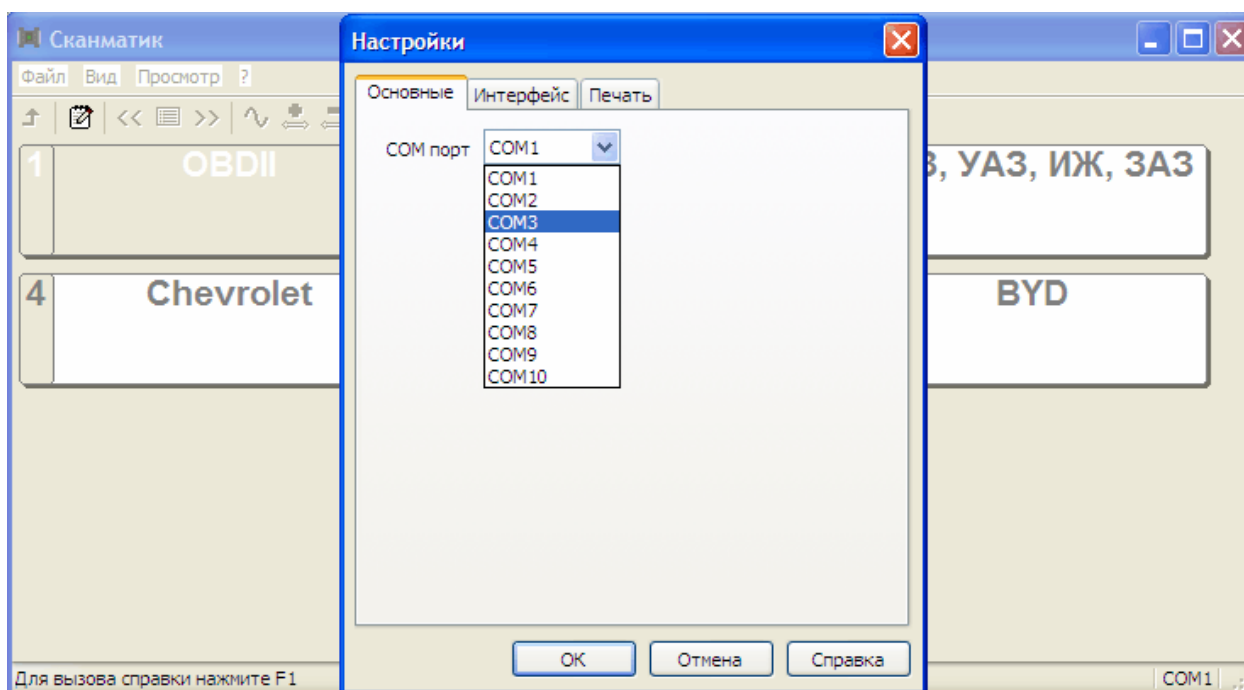 Сканматик
Файл Вид Просмотр ?
1 OBDII
4 Chevrolet
Настройки
Основные Интерфейс Печать
COM порт COM1
COM1
COM2
COM3
COM4
COM5
COM6
COM7
COM8
COM9
COM10
OK Отмена Справка
УАЗ, ИЖ, ЗАЗ
BYD
Для вызова справки нажмите F1
COM1